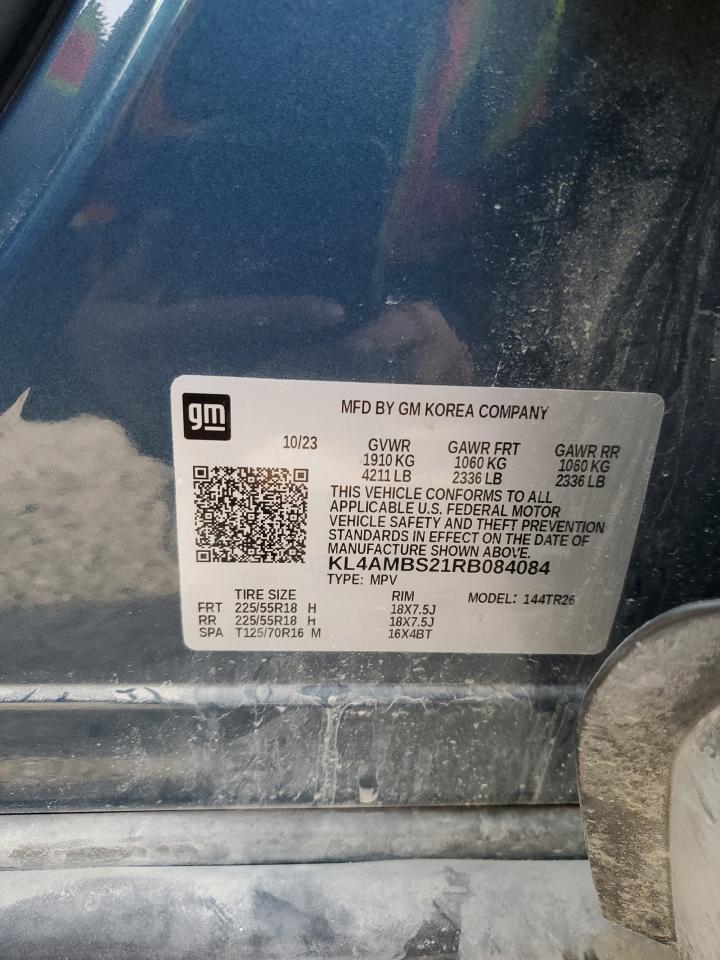 gm
MFD BY GM KOREA COMPANY
10/23 GVWR GAWR FRT GAWR RR
1910 KG 1060 KG 1060 KG
4211 LB 2336 LB 2336 LB
THIS VEHICLE CONFORMS TO ALL
APPLICABLE U.S. FEDERAL MOTOR
VEHICLE SAFETY AND THEFT PREVENTION
STANDARDS IN EFFECT ON THE DATE OF
MANUFACTURE SHOWN ABOVE.
KL4AMBS21RB084084
TYPE: MPV
TIRE SIZE RIM MODEL: 144TR26
FRT 225/55R18 H 18X7.5J
RR 225/55R18 H 18X7.5J
SPA T125/70R16 M 16X4BT